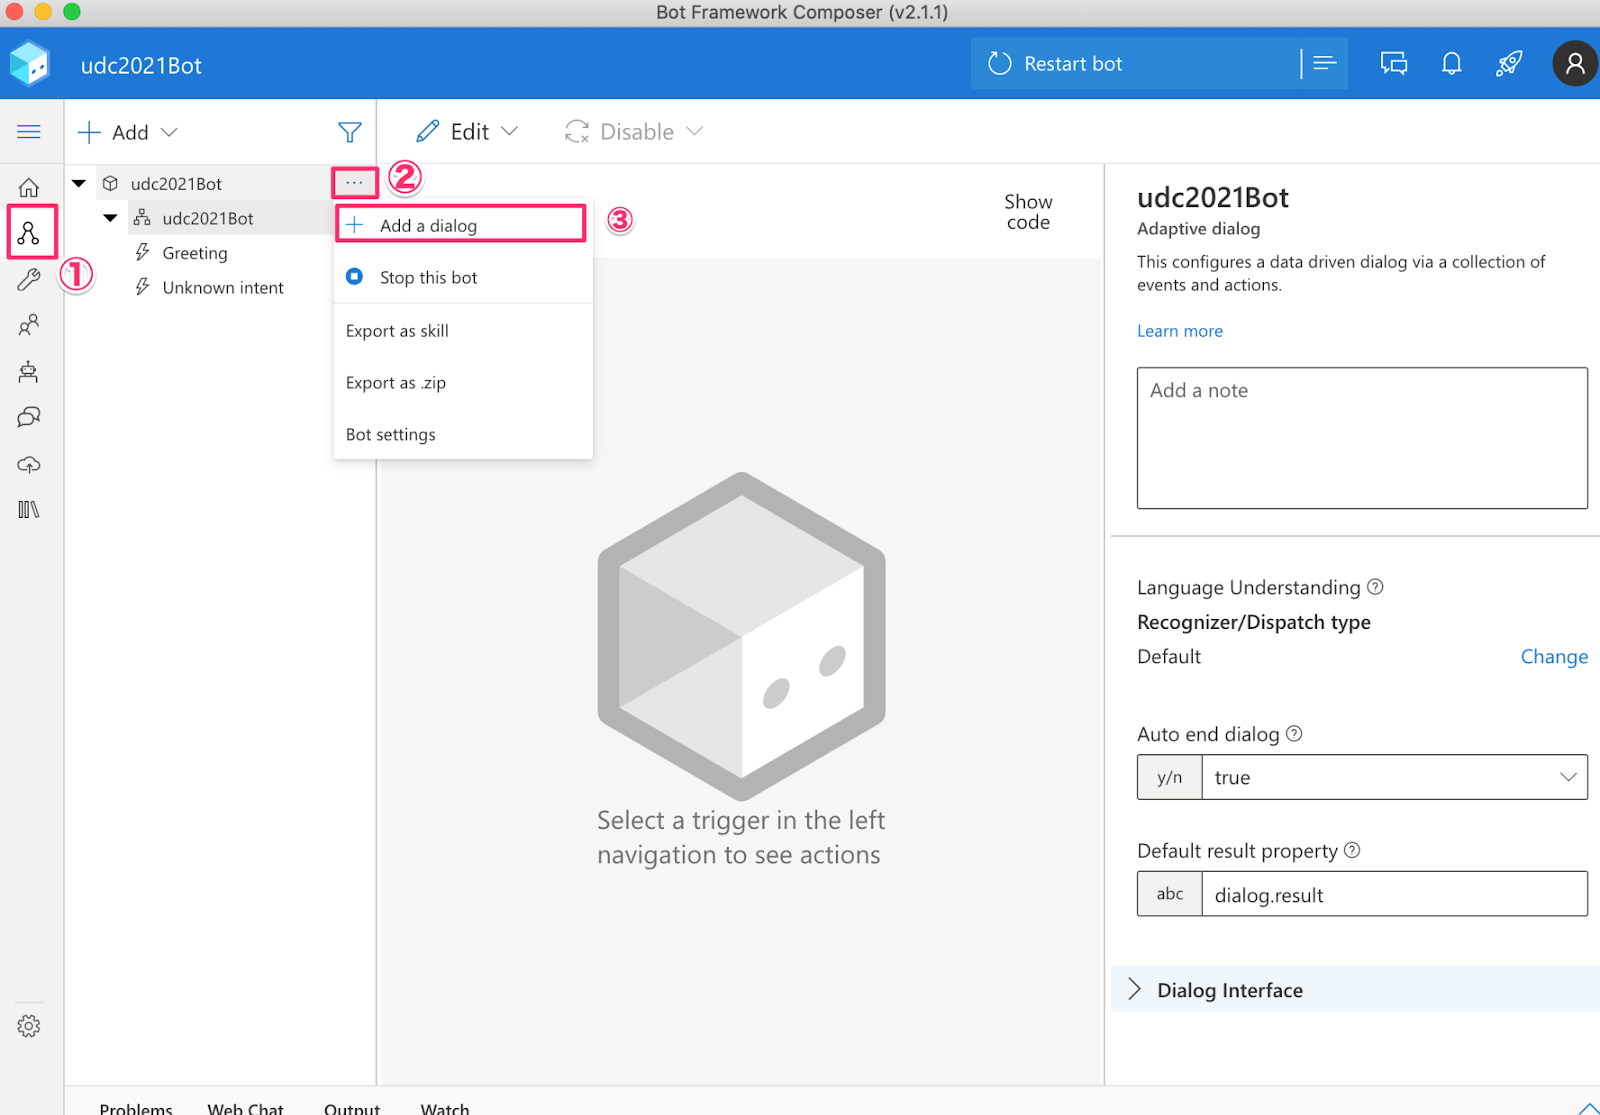 Bot Framework Composer (v2.1.1)
udc2021Bot
Restart bot
Add
Edit
Disable
udc2021Bot
...
②
udc2021Bot
Add a dialog
③
Greeting
①
Unknown intent
Stop this bot
Export as skill
Export as .zip
Bot settings
Show
code
Select a trigger in the left
navigation to see actions
udc2021Bot
Adaptive dialog
This configures a data driven dialog via a collection of
events and actions.
Learn more
Add a note
Language Understanding
Recognizer/Dispatch type
Default
Change
Auto end dialog
y/n
true
Default result property
abc
dialog.result
Dialog Interface
Problems
Web Chat
Output
Watch